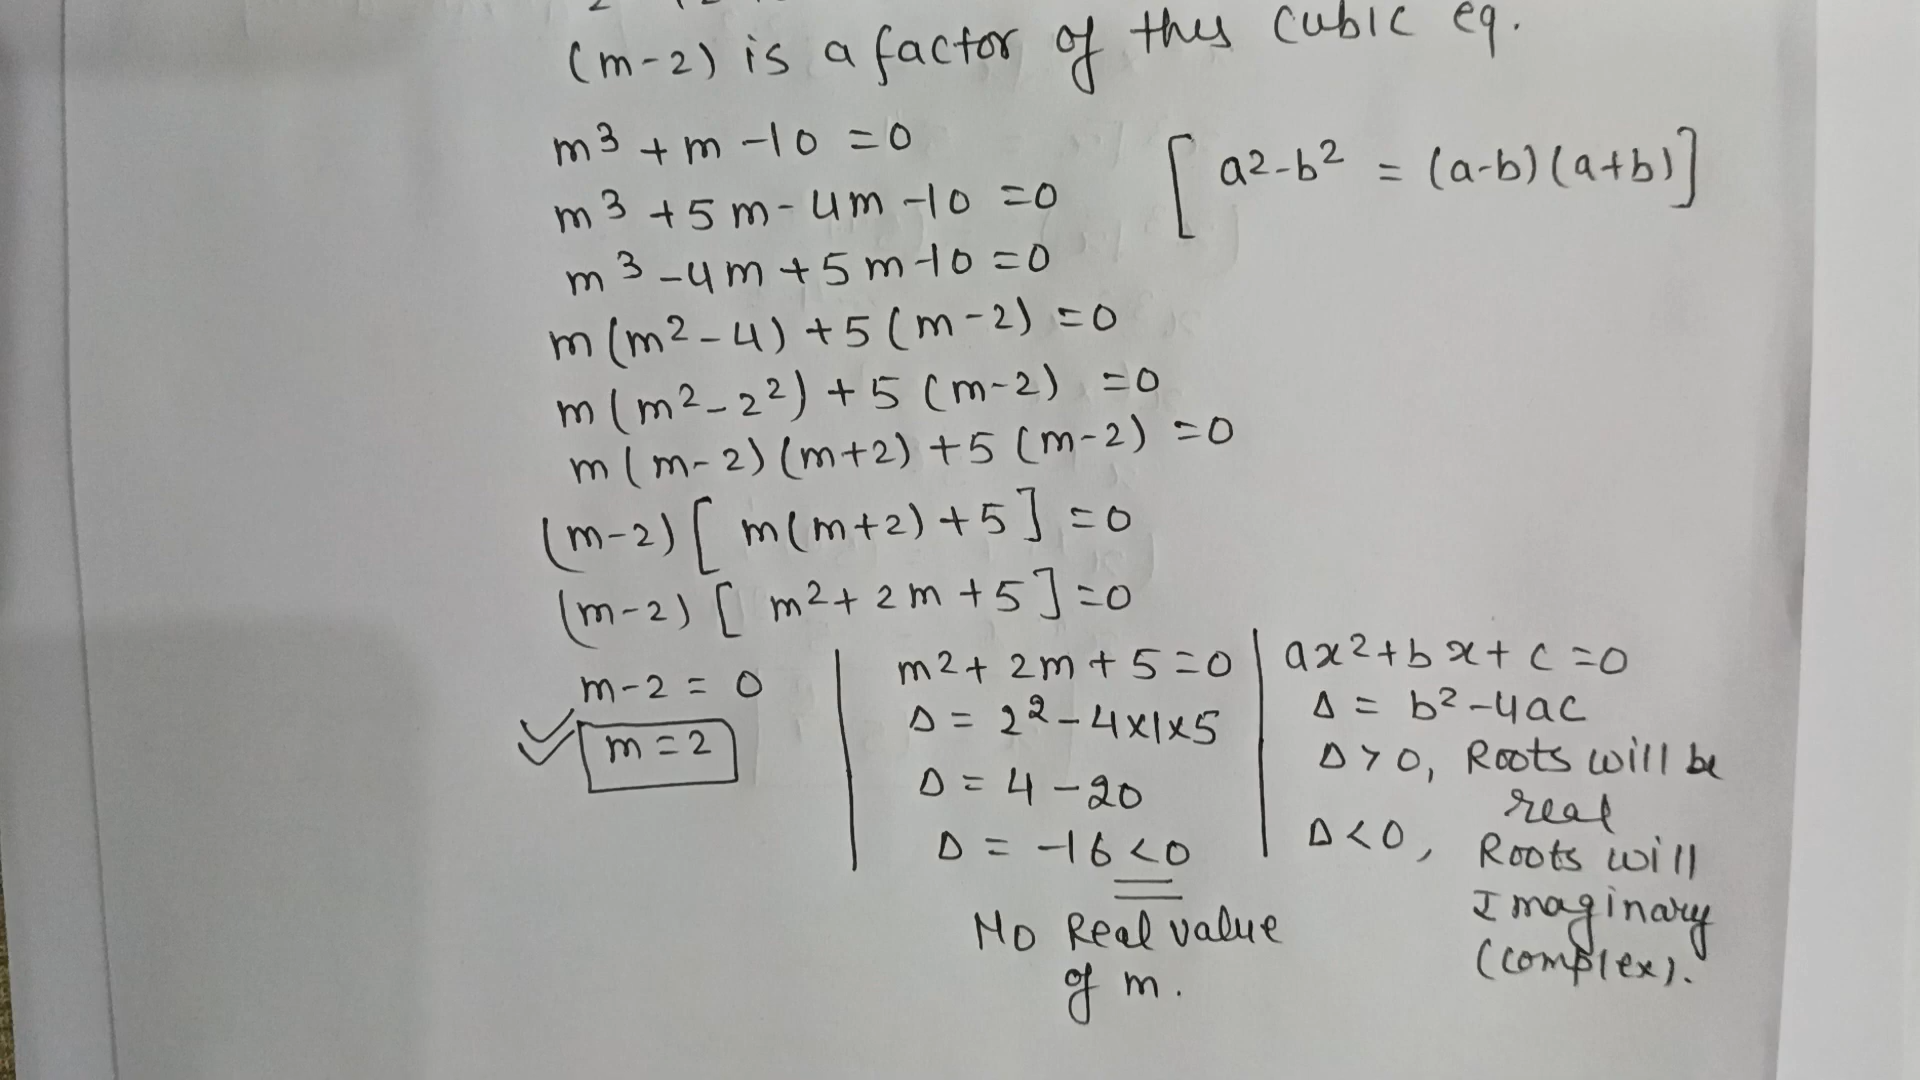 (m-2) is a factor of this cubic eq.
m³ + m - 10 = 0
[a² - b² = (a-b)(a+b)]
m³ + 5m - 4m - 10 = 0
m³ - 4m + 5m - 10 = 0
m(m² - 4) + 5(m - 2) = 0
m(m² - 2²) + 5(m-2) = 0
m(m-2)(m+2) + 5(m-2) = 0
(m-2)[m(m+2) + 5] = 0
(m-2)[m² + 2m + 5] = 0
m - 2 = 0
m = 2
m² + 2m + 5 = 0
Δ = 2² - 4×1×5
Δ = 4 - 20
Δ = -16 < 0
No Real value
of m.
ax² + bx + c = 0
Δ = b² - 4ac
Δ > 0, Roots will be
real
Δ < 0, Roots will
Imaginary
(complex).